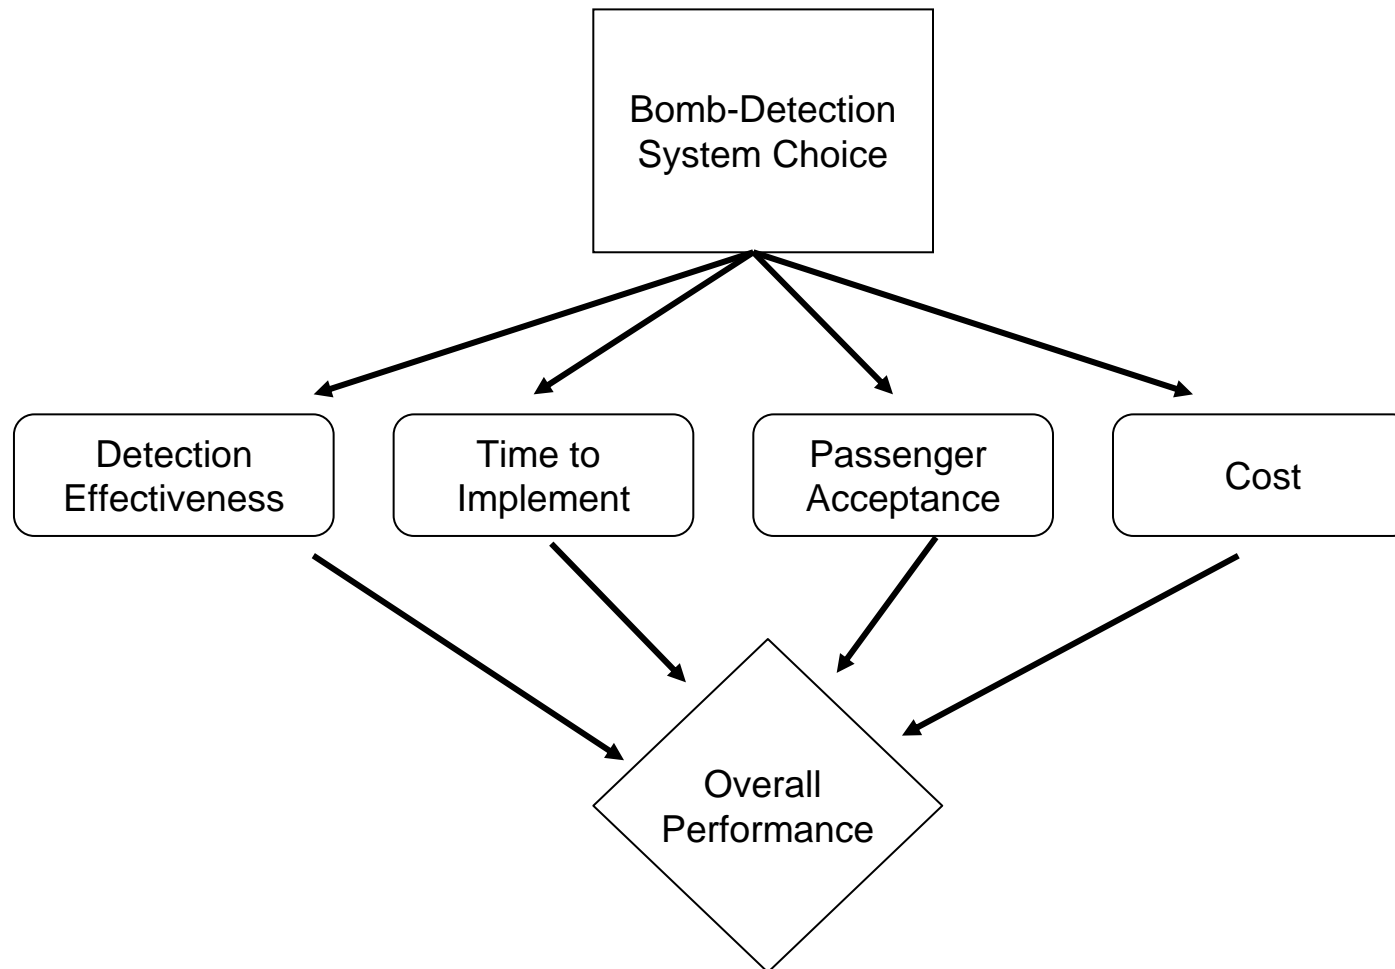 Bomb-Detection
System Choice
Detection
Effectiveness
Time to
Implement
Passenger
Acceptance
Cost
Overall
Performance